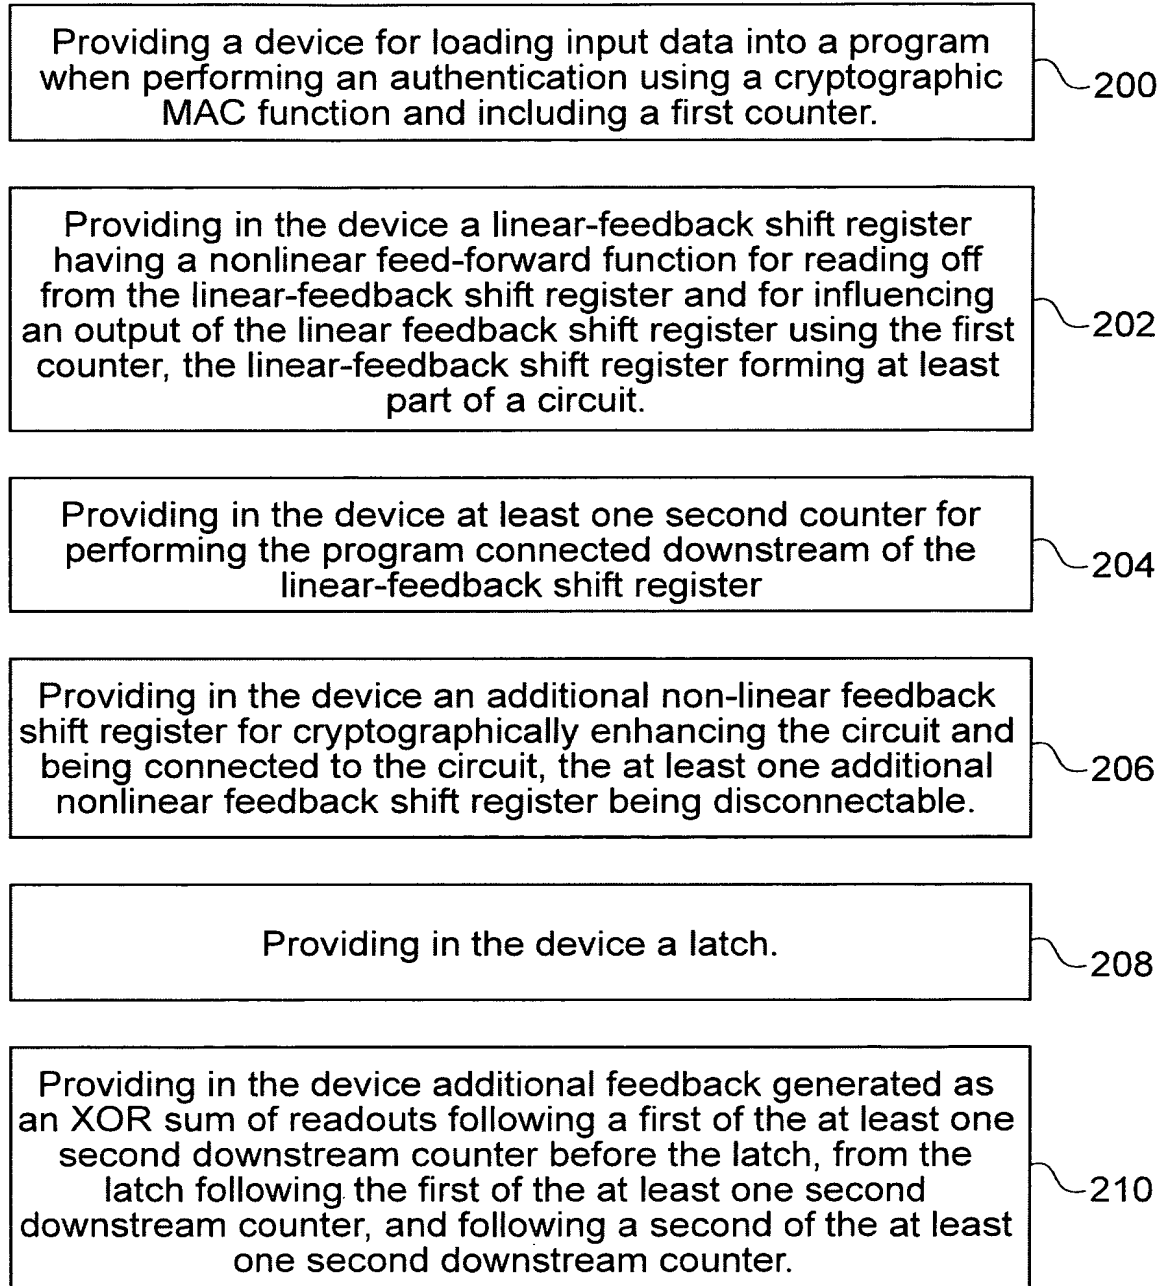 Providing a device for loading input data into a program
when performing an authentication using a cryptographic
MAC function and including a first counter.
200
Providing in the device a linear-feedback shift register
having a nonlinear feed-forward function for reading off
from the linear-feedback shift register and for influencing
an output of the linear feedback shift register using the first
counter, the linear-feedback shift register forming at least
part of a circuit.
202
Providing in the device at least one second counter for
performing the program connected downstream of the
linear-feedback shift register
204
Providing in the device an additional non-linear feedback
shift register for cryptographically enhancing the circuit and
being connected to the circuit, the at least one additional
nonlinear feedback shift register being disconnectable.
206
Providing in the device a latch.
208
Providing in the device additional feedback generated as
an XOR sum of readouts following a first of the at least one
second downstream counter before the latch, from the
latch following the first of the at least one second
downstream counter, and following a second of the at least
one second downstream counter.
210